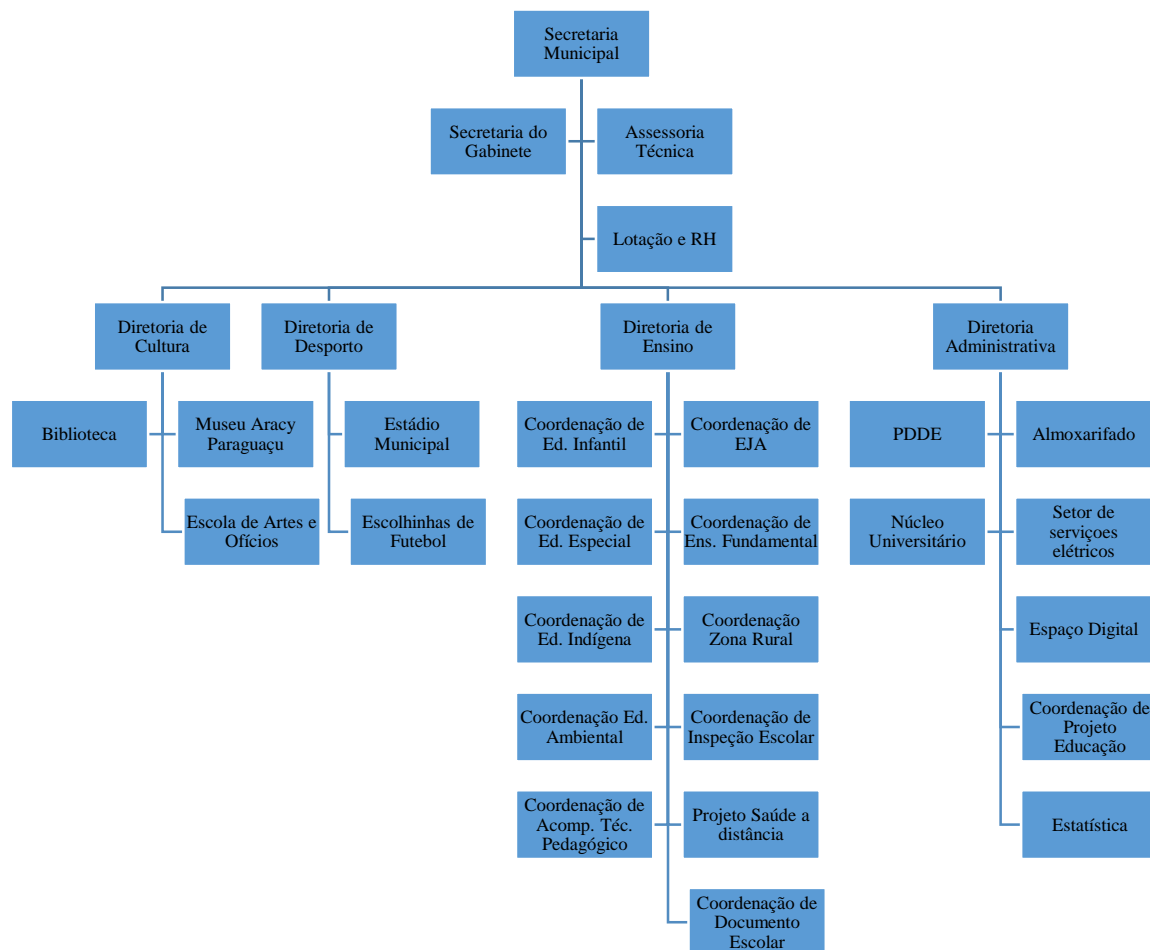 Secretaria
Municipal
Secretaria do
Gabinete
Assessoria
Técnica
Lotação e RH
Diretoria de
Cultura
Diretoria de
Desporto
Diretoria de
Ensino
Diretoria
Administrativa
Biblioteca
Museu Aracy
Paraguaçu
Estádio
Municipal
Coordenação de
Ed. Infantil
Coordenação de
EJA
PDDE
Almoxarifado
Escola de Artes e
Ofícios
Escolhinhas de
Futebol
Coordenação de
Ed. Especial
Coordenação de
Ens. Fundamental
Núcleo
Universitário
Setor de
serviçoes
elétricos
Coordenação de
Ed. Indígena
Coordenação
Zona Rural
Espaço Digital
Coordenação Ed.
Ambiental
Coordenação de
Inspeção Escolar
Coordenação de
Projeto
Educação
Coordenação de
Acomp. Téc.
Pedagógico
Projeto Saúde a
distância
Estatística
Coordenação de
Documento
Escolar